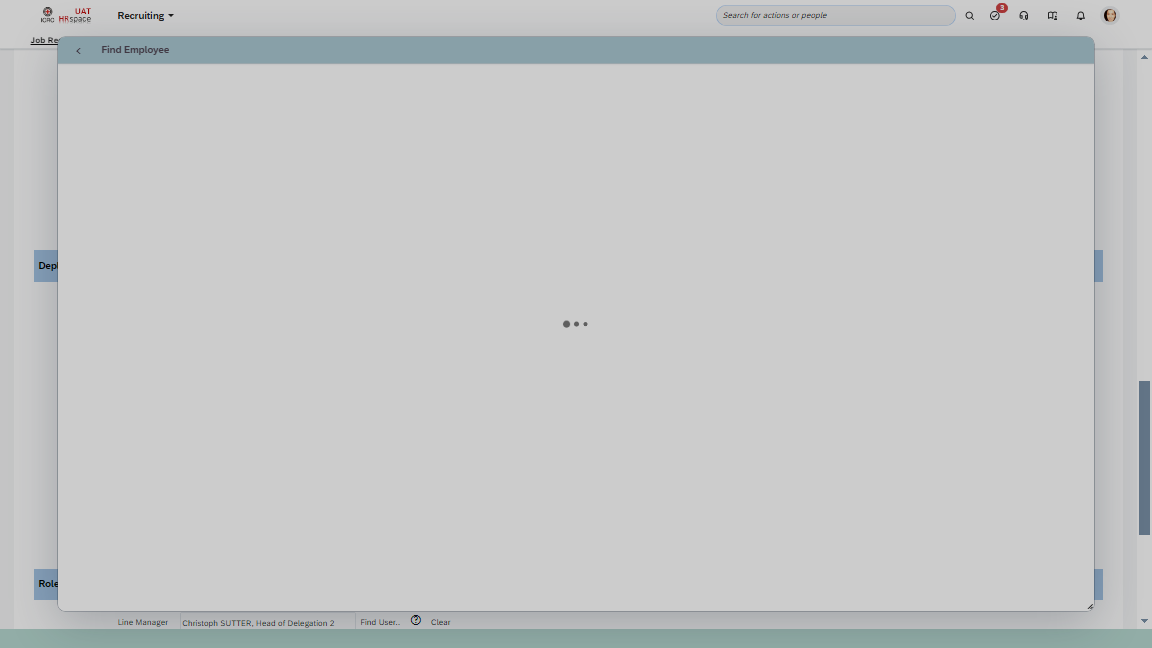 ICRC
UAT
HRspace
Recruiting
Search for actions or people
3
Job Re
Find Employee
Depl
Role
Line Manager
Christoph SUTTER, Head of Delegation 2
Find User..
Clear